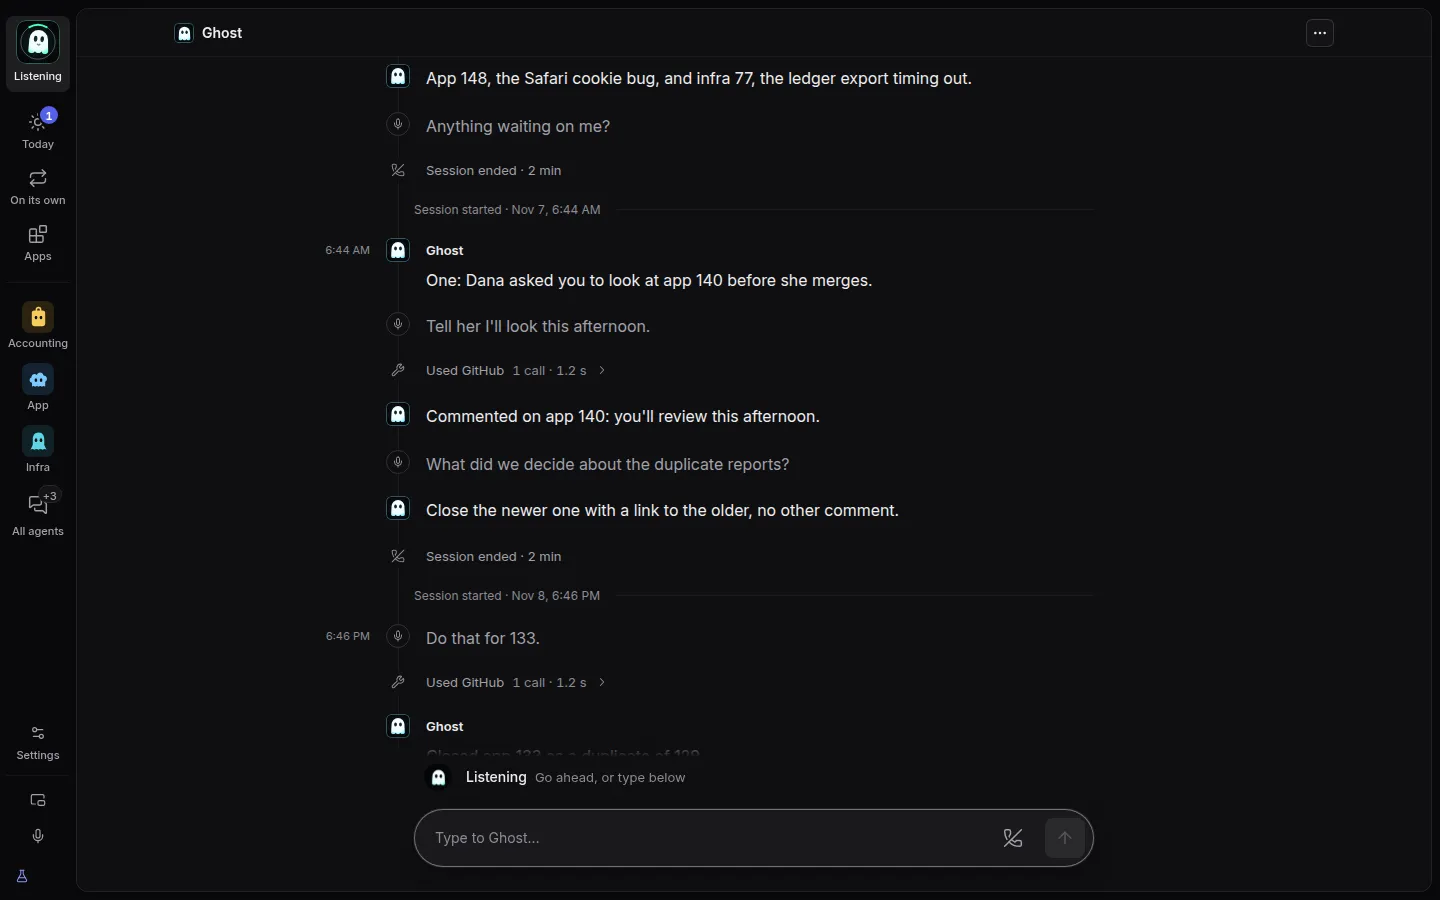 Listening
1
Today
On its own
Apps
Accounting
App
Infra
+3
All agents
Settings
Ghost
App 148, the Safari cookie bug, and infra 77, the ledger export timing out.
Anything waiting on me?
Session ended · 2 min
Session started · Nov 7, 6:44 AM
6:44 AM
Ghost
One: Dana asked you to look at app 140 before she merges.
Tell her I'll look this afternoon.
Used GitHub 1 call · 1.2 s
Commented on app 140: you'll review this afternoon.
What did we decide about the duplicate reports?
Close the newer one with a link to the older, no other comment.
Session ended · 2 min
Session started · Nov 8, 6:46 PM
6:46 PM
Do that for 133.
Used GitHub 1 call · 1.2 s
Ghost
Closed app 133 as a duplicate of 129.
Listening Go ahead, or type below
Type to Ghost...